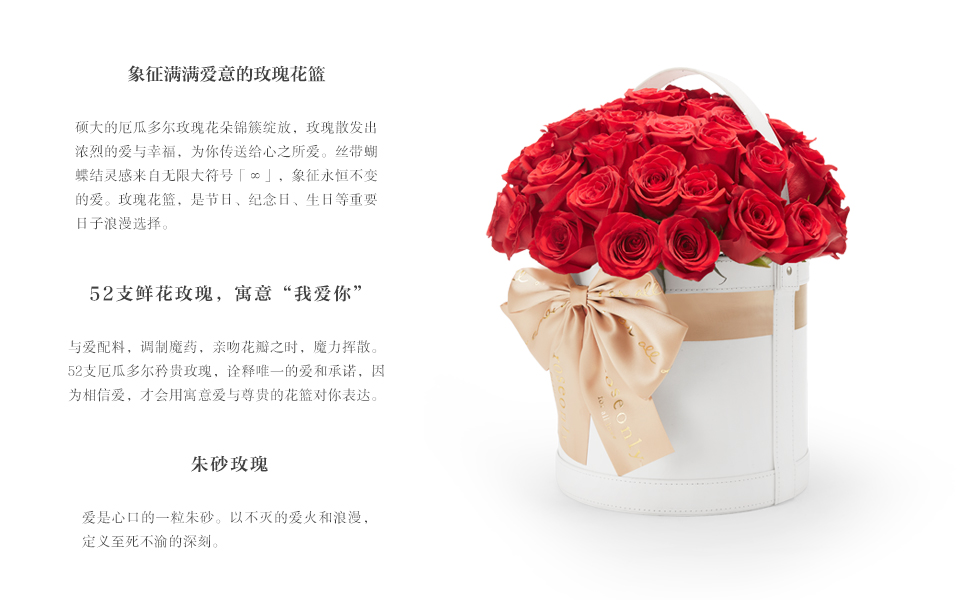 象征满满爱意的玫瑰花篮
硕大的厄瓜多尔玫瑰花朵锦簇绽放，玫瑰散发出
浓烈的爱与幸福，为你传送给心之所爱。丝带蝴
蝶结灵感来自无限大符号「∞」，象征永恒不变
的爱。玫瑰花篮，是节日、纪念日、生日等重要
日子浪漫选择。
52支鲜花玫瑰，寓意“我爱你”
与爱配料，调制魔药，亲吻花瓣之时，魔力挥散。
52支厄瓜多尔矜贵玫瑰，诠释唯一的爱和承诺，因
为相信爱，才会用寓意爱与尊贵的花篮对你表达。
朱砂玫瑰
爱是心口的一粒朱砂。以不灭的爱火和浪漫，
定义至死不渝的深刻。
roseonly